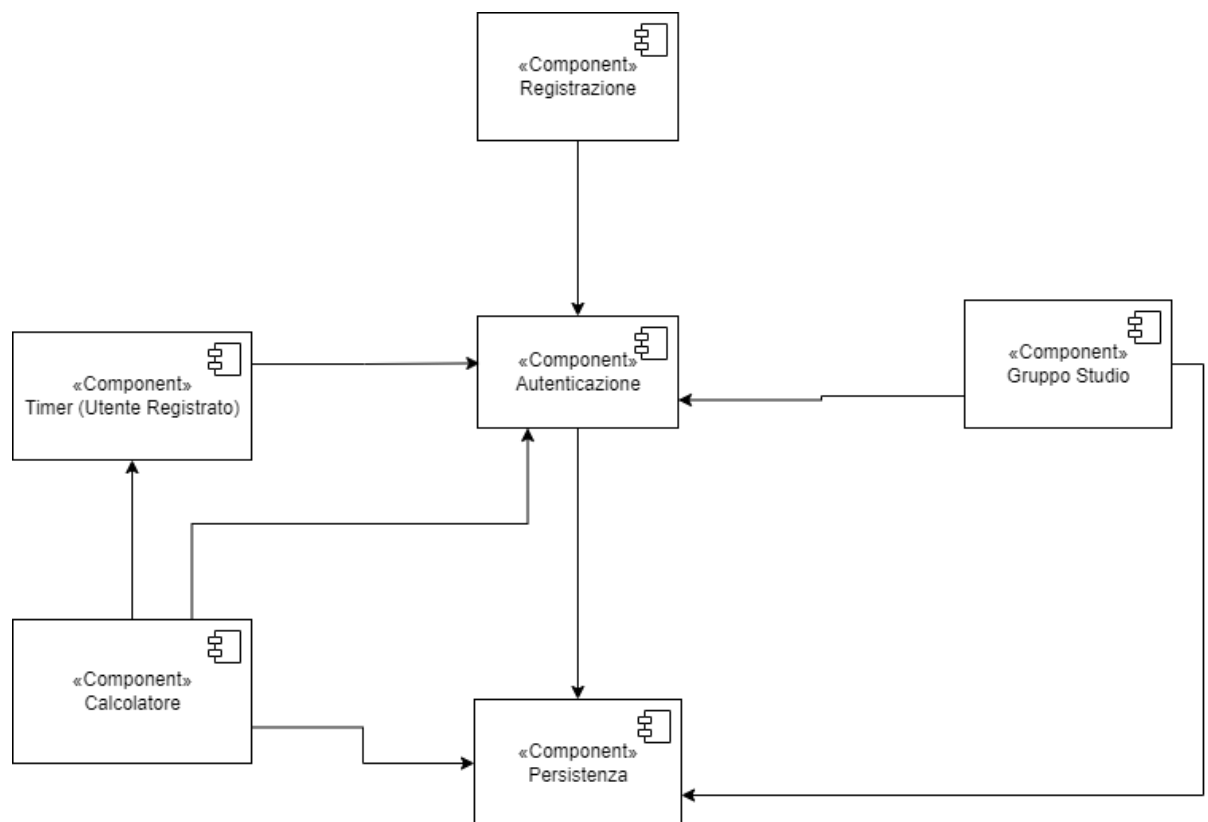 «Component»
Registrazione
«Component»
Timer (Utente Registrato)
«Component»
Autenticazione
«Component»
Gruppo Studio
«Component»
Calcolatore
«Component»
Persistenza